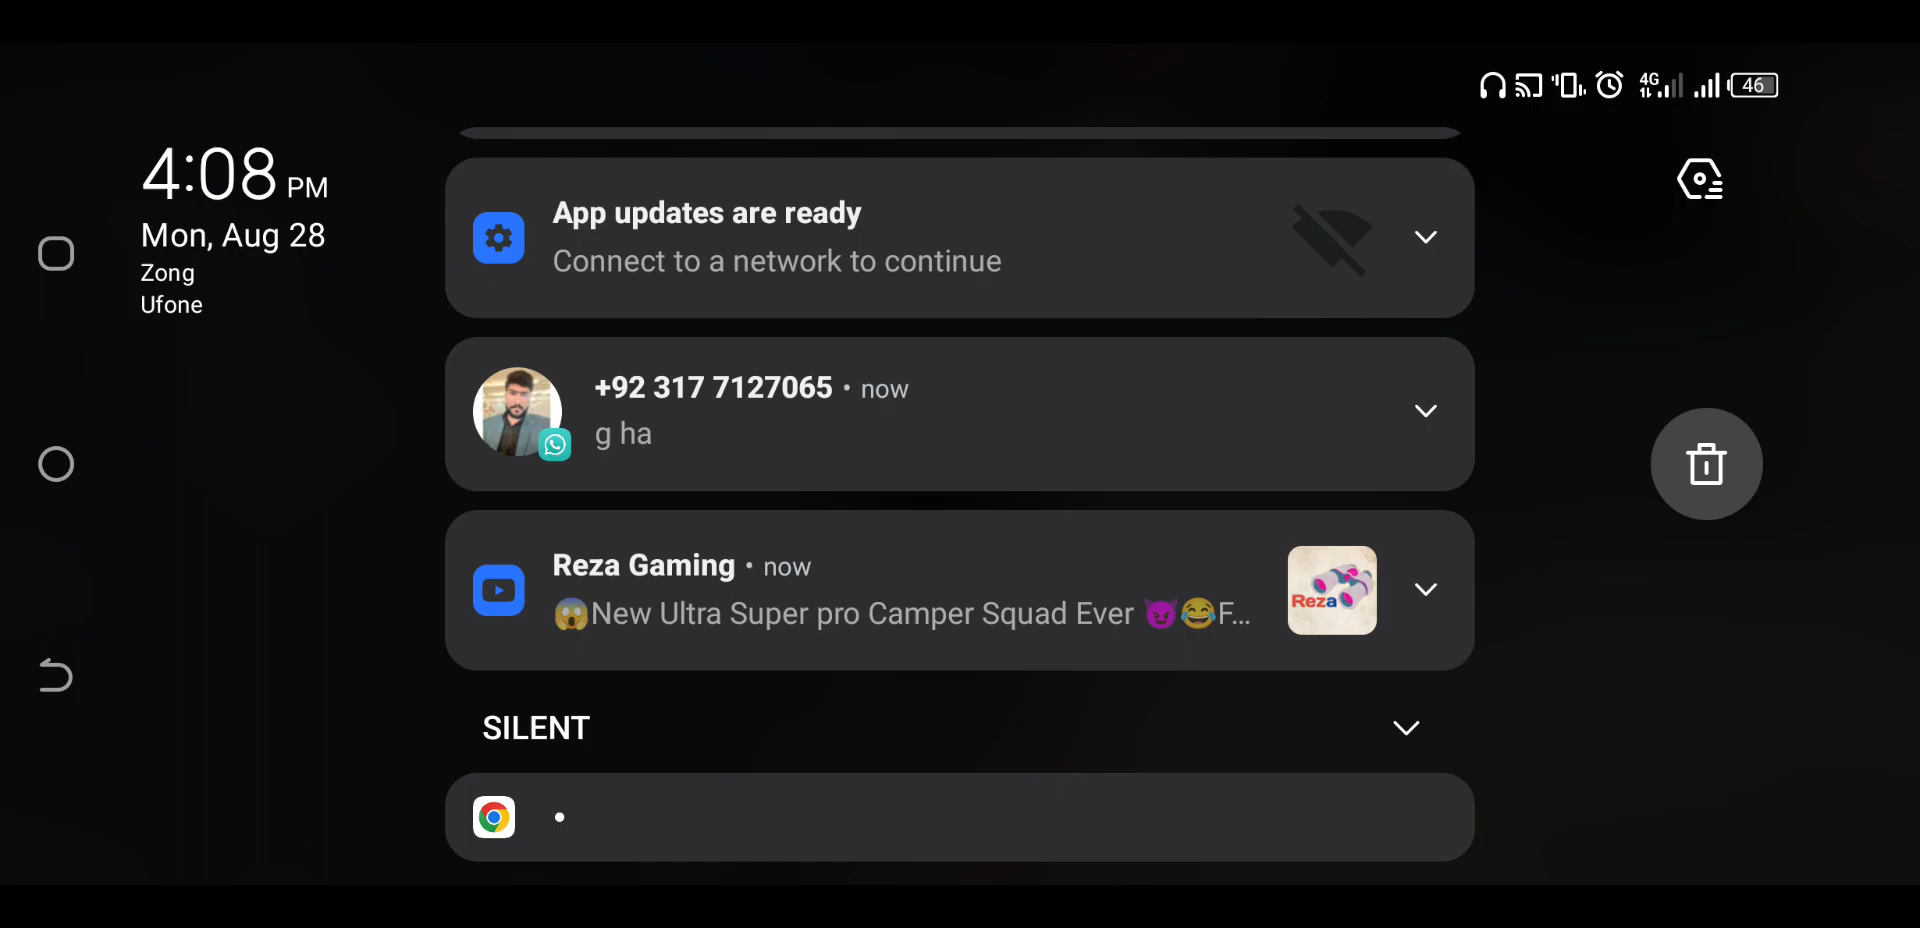 4G
46
4:08 PM
Mon, Aug 28
Zong
Ufone
App updates are ready
Connect to a network to continue
+92 317 7127065 • now
g ha
Reza Gaming • now
😱New Ultra Super pro Camper Squad Ever 😈😂F...
Reza
SILENT
•